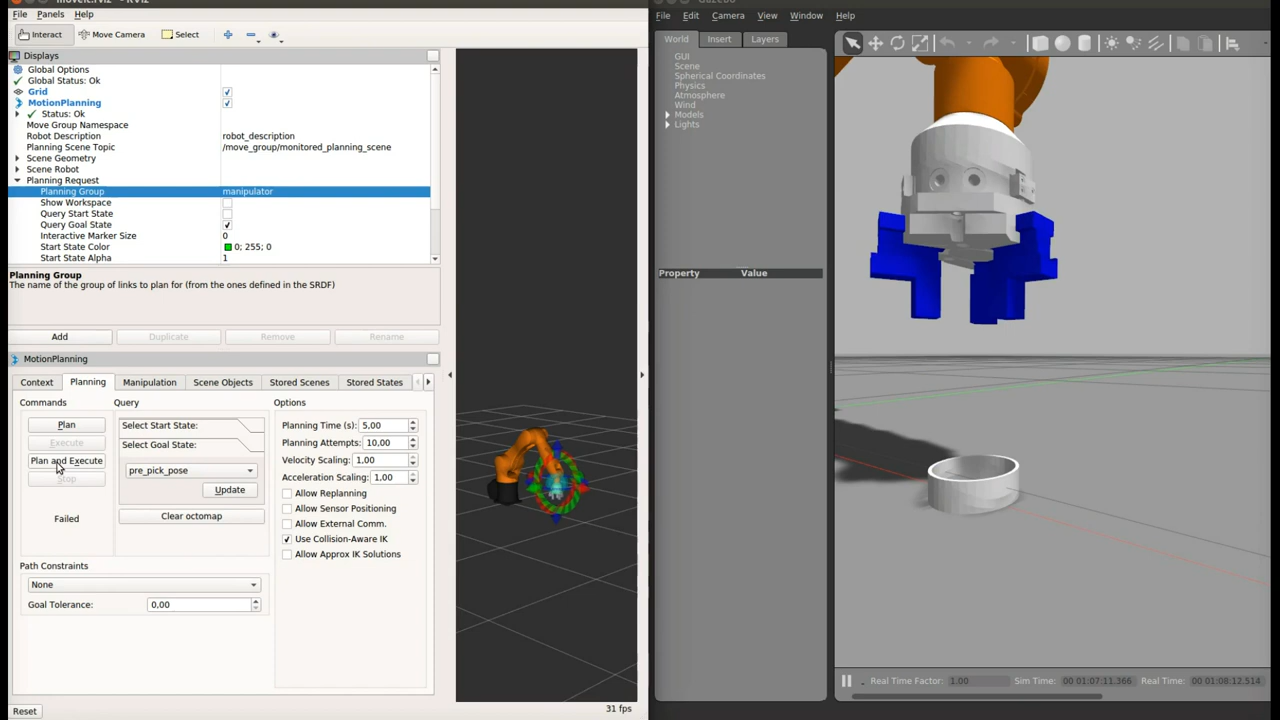 moveit.rviz* - RViz
File Panels Help
Interact Move Camera Select
Displays
Global Options
Global Status: Ok
Grid
MotionPlanning
Status: Ok
Move Group Namespace
Robot Description robot_description
Planning Scene Topic /move_group/monitored_planning_scene
Scene Geometry
Scene Robot
Planning Request
Planning Group manipulator
Show Workspace
Query Start State
Query Goal State
Interactive Marker Size 0
Start State Color 0; 255; 0
Start State Alpha 1
Planning Group
The name of the group of links to plan for (from the ones defined in the SRDF)
Add Duplicate Remove Rename
MotionPlanning
Context Planning Manipulation Scene Objects Stored Scenes Stored States
Commands Query Options
Plan
Execute
Plan and Execute
Stop
Failed
Select Start State:
Select Goal State:
pre_pick_pose
Update
Clear octomap
Planning Time (s): 5,00
Planning Attempts: 10,00
Velocity Scaling: 1.00
Acceleration Scaling: 1.00
Allow Replanning
Allow Sensor Positioning
Allow External Comm.
Use Collision-Aware IK
Allow Approx IK Solutions
Path Constraints
None
Goal Tolerance: 0,00
Reset
31 fps
Gazebo
File Edit Camera View Window Help
World Insert Layers
GUI
Scene
Spherical Coordinates
Physics
Atmosphere
Wind
Models
Lights
Property Value
Real Time Factor: 1.00 Sim Time: 00 01:07:11.366 Real Time: 00 01:08:12.514